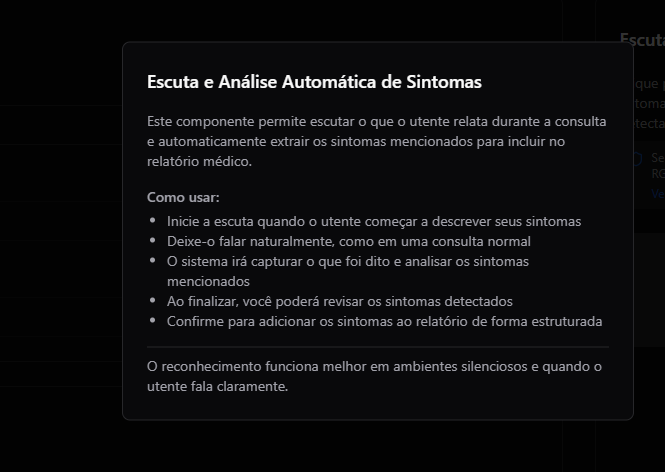 Escuta e Análise Automática de Sintomas
Este componente permite escutar o que o utente relata durante a consulta
e automaticamente extrair os sintomas mencionados para incluir no
relatório médico.
Como usar:
• Inicie a escuta quando o utente começar a descrever seus sintomas
• Deixe-o falar naturalmente, como em uma consulta normal
• O sistema irá capturar o que foi dito e analisar os sintomas
mencionados
• Ao finalizar, você poderá revisar os sintomas detectados
• Confirme para adicionar os sintomas ao relatório de forma estruturada
O reconhecimento funciona melhor em ambientes silenciosos e quando o
utente fala claramente.